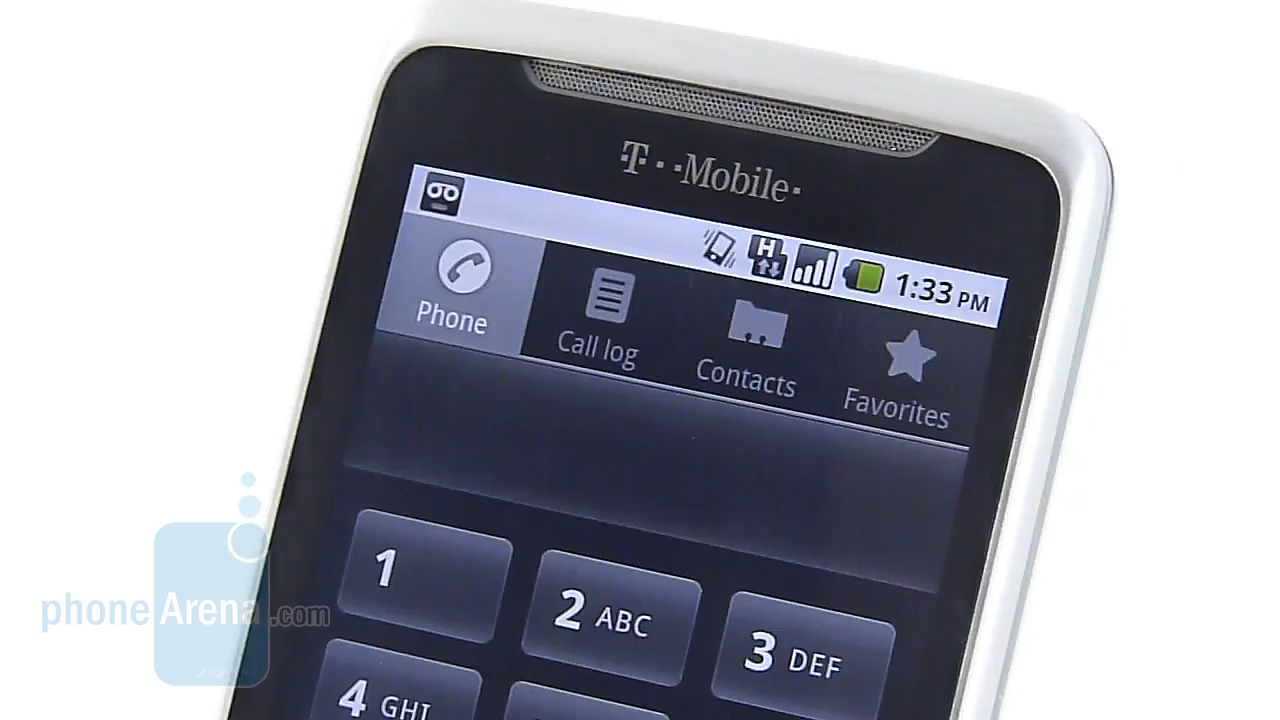 T··Mobile·
H
1:33 PM
Phone
Call log
Contacts
Favorites
1
2 ABC
3 DEF
4 GHI
phoneArena.com